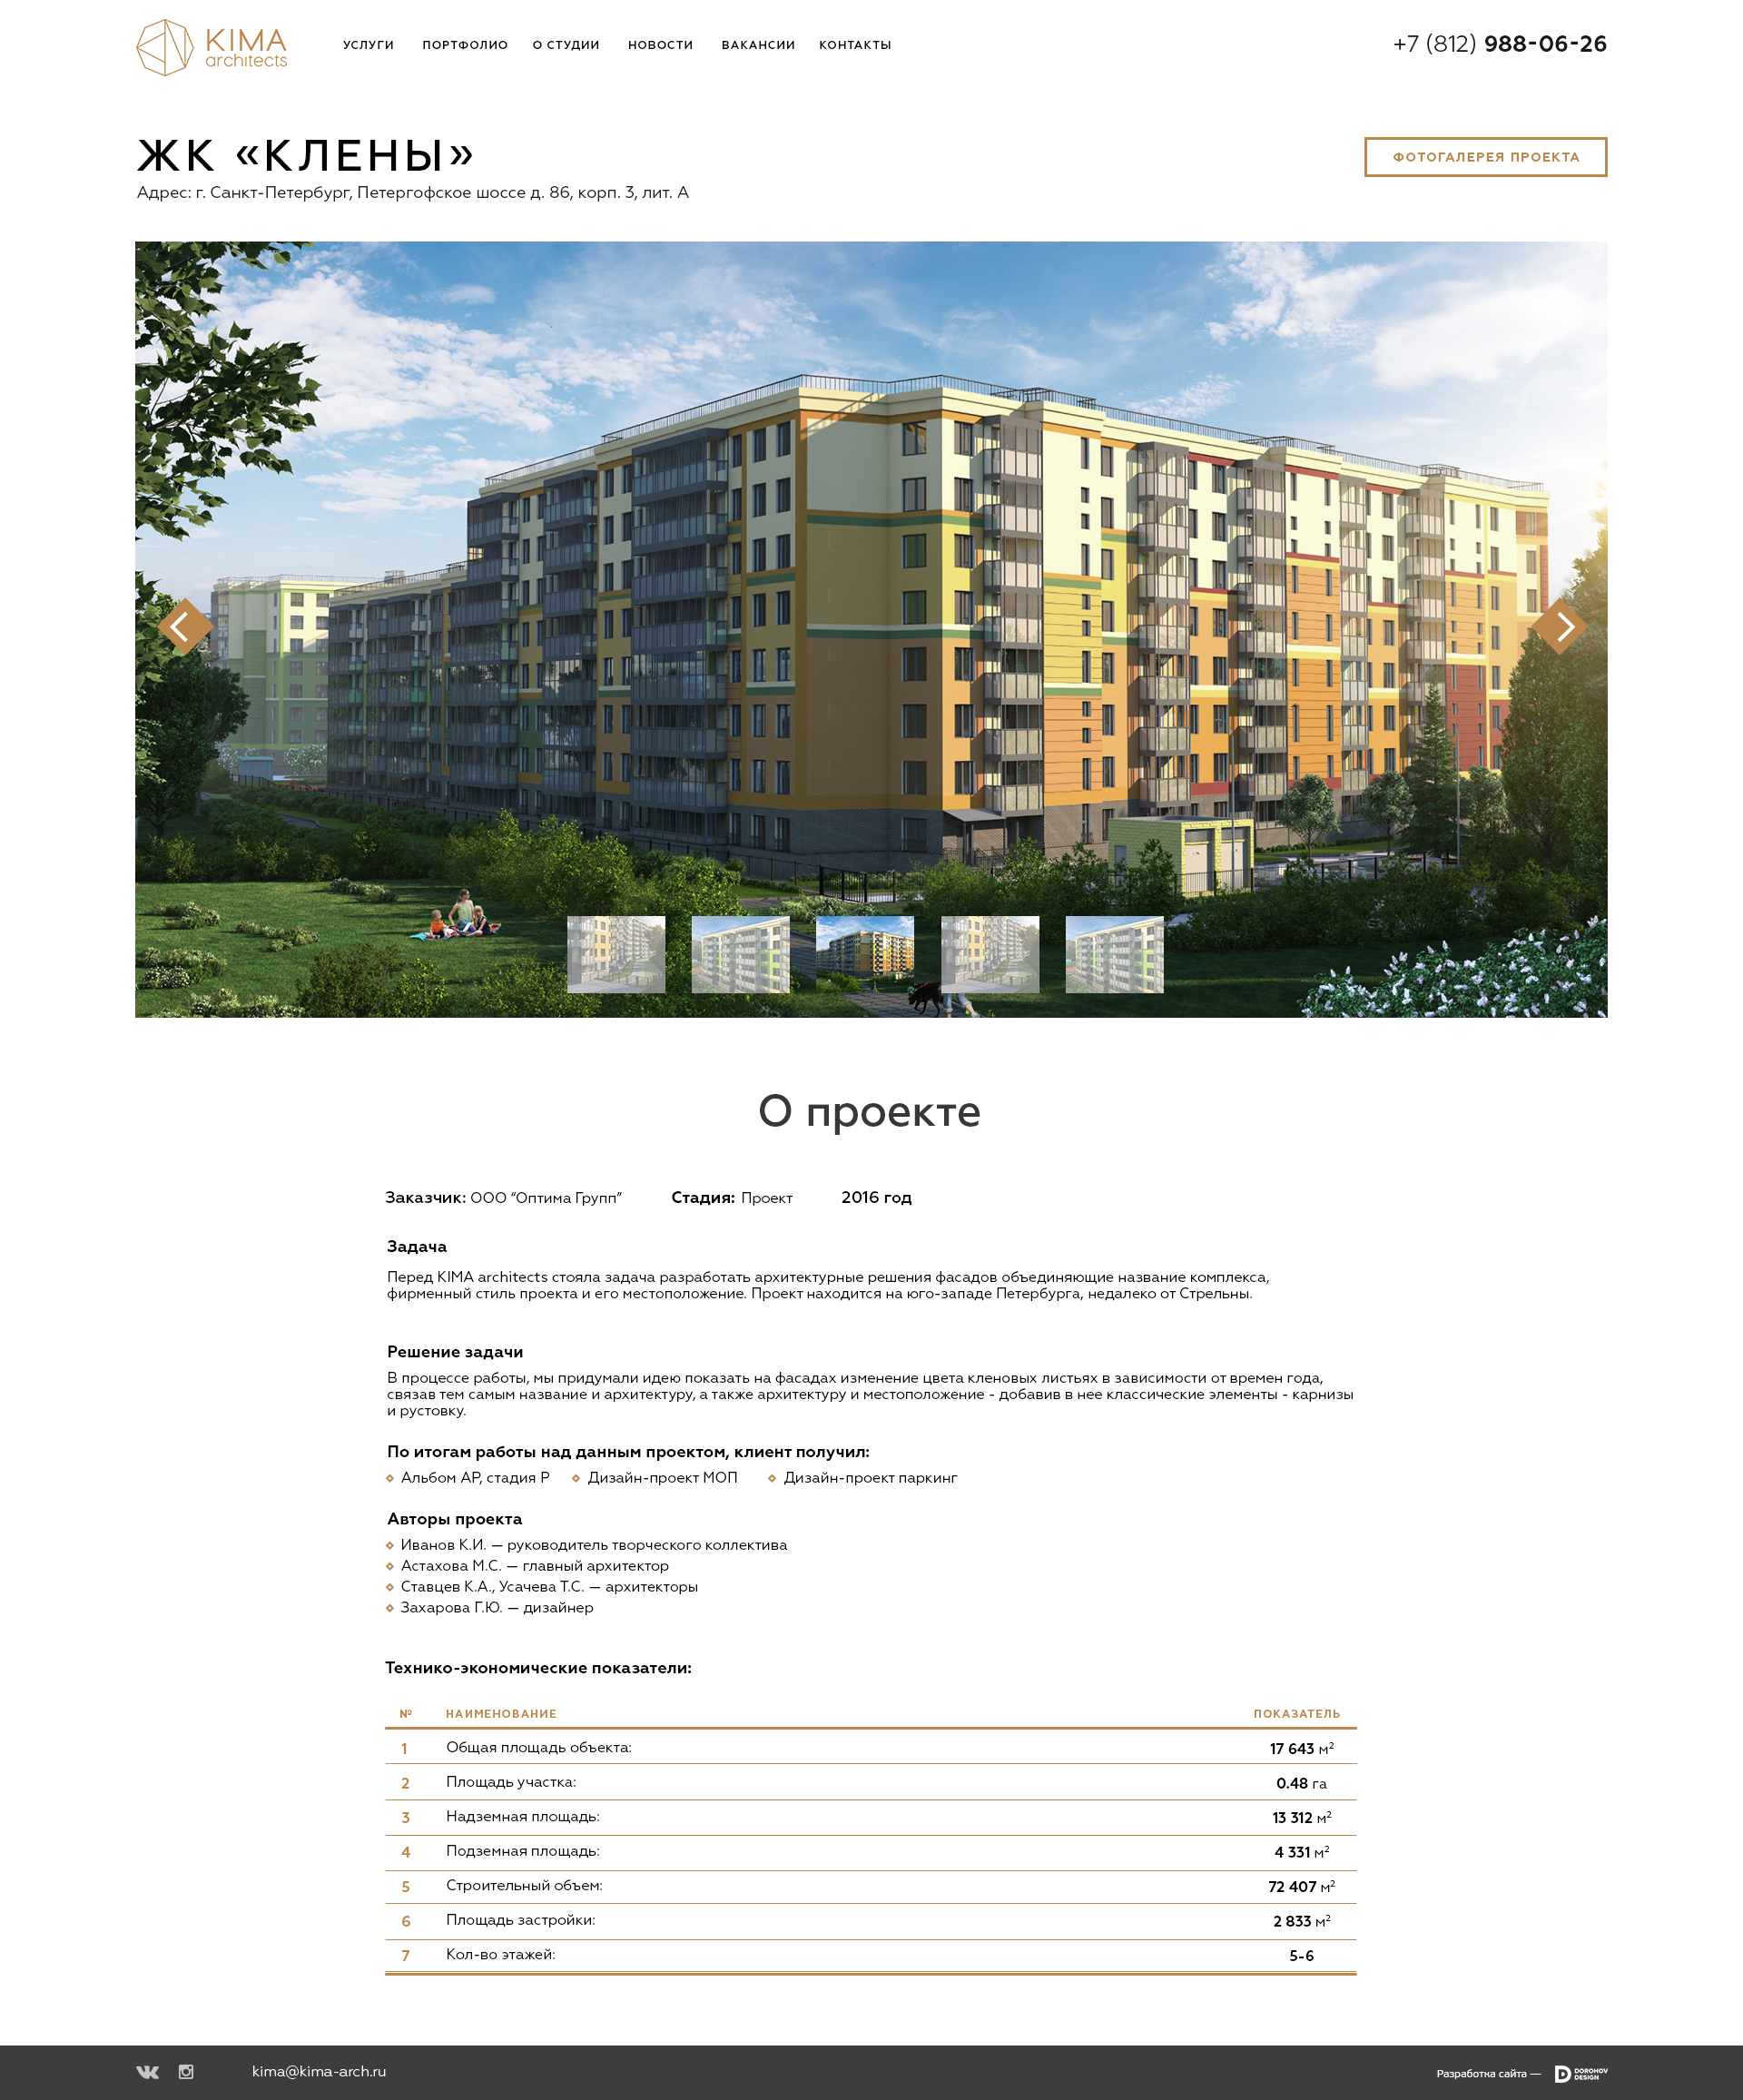 KIMA
architects
УСЛУГИ ПОРТФОЛИО О СТУДИИ НОВОСТИ ВАКАНСИИ КОНТАКТЫ
+7 (812) 988-06-26
ЖК «КЛЕНЫ»
ФОТОГАЛЕРЕЯ ПРОЕКТА
Адрес: г. Санкт-Петербург, Петергофское шоссе д. 86, корп. 3, лит. А
О проекте
Заказчик: ООО “Оптима Групп” Стадия: Проект 2016 год
Задача
Перед KIMA architects стояла задача разработать архитектурные решения фасадов объединяющие название комплекса,
фирменный стиль проекта и его местоположение. Проект находится на юго-западе Петербурга, недалеко от Стрельны.
Решение задачи
В процессе работы, мы придумали идею показать на фасадах изменение цвета кленовых листьях в зависимости от времен года,
связав тем самым название и архитектуру, а также архитектуру и местоположение - добавив в нее классические элементы - карнизы
и рустовку.
По итогам работы над данным проектом, клиент получил:
Альбом АР, стадия Р Дизайн-проект МОП Дизайн-проект паркинг
Авторы проекта
Иванов К.И. — руководитель творческого коллектива
Астахова М.С. — главный архитектор
Ставцев К.А., Усачева Т.С. — архитекторы
Захарова Г.Ю. — дизайнер
Технико-экономические показатели:
№ НАИМЕНОВАНИЕ ПОКАЗАТЕЛЬ
1 Общая площадь объекта: 17 643 м²
2 Площадь участка: 0.48 га
3 Надземная площадь: 13 312 м²
4 Подземная площадь: 4 331 м²
5 Строительный объем: 72 407 м²
6 Площадь застройки: 2 833 м²
7 Кол-во этажей: 5-6
kima@kima-arch.ru
Разработка сайта — D DOROHOV
DESIGN